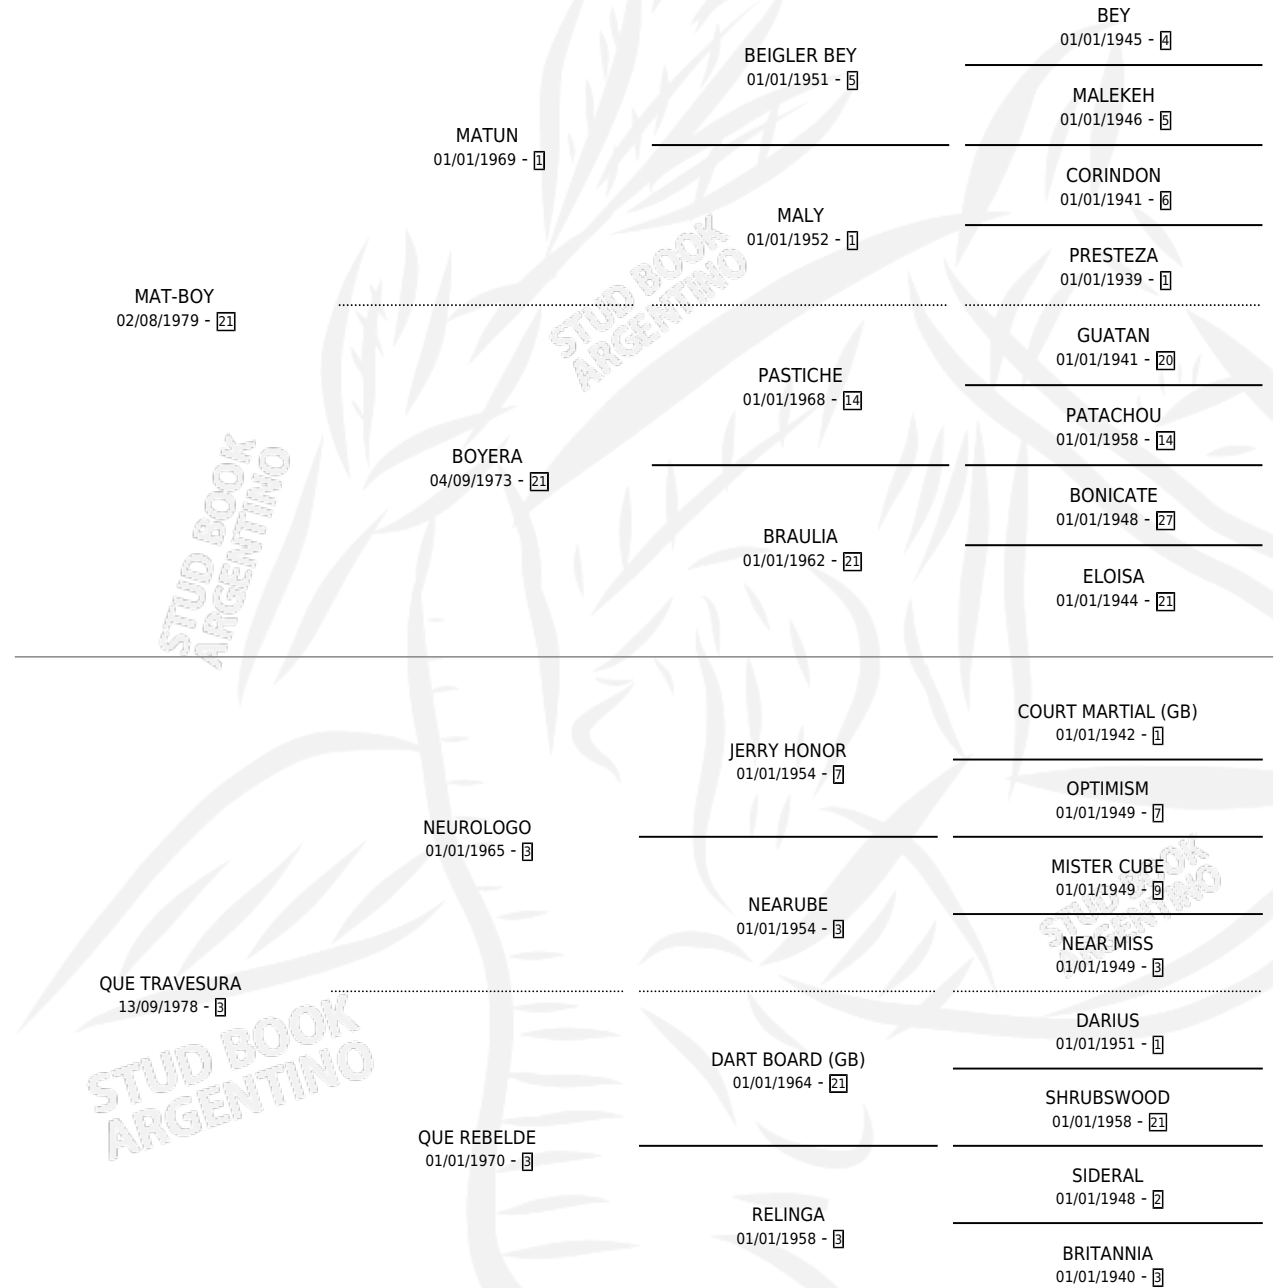 BEY
01/01/1945 - 4
BEIGLER BEY
01/01/1951 - 5
MALEKEH
01/01/1946 - 5
MATUN
01/01/1969 - 1
CORINDON
01/01/1941 - 6
MALY
01/01/1952 - 1
PRESTEZA
01/01/1939 - 1
MAT-BOY
02/08/1979 - 21
GUATAN
01/01/1941 - 20
PASTICHE
01/01/1968 - 14
PATACHOU
01/01/1958 - 14
BOYERA
04/09/1973 - 21
BONICATE
01/01/1948 - 27
BRAULIA
01/01/1962 - 21
ELOISA
01/01/1944 - 21
COURT MARTIAL (GB)
01/01/1942 - 1
JERRY HONOR
01/01/1954 - 7
OPTIMISM
01/01/1949 - 7
NEUROLOGO
01/01/1965 - 3
MISTER CUBE
01/01/1949 - 9
NEARUBE
01/01/1954 - 3
NEAR MISS
01/01/1949 - 3
QUE TRAVESURA
13/09/1978 - 3
DARIUS
01/01/1951 - 1
DART BOARD (GB)
01/01/1964 - 21
SHRUBSWOOD
01/01/1958 - 21
QUE REBELDE
01/01/1970 - 3
SIDERAL
01/01/1948 - 2
RELINGA
01/01/1958 - 3
BRITANNIA
01/01/1940 - 3
STUD BOOK
ARGENTINO
STUD BOOK
ARGENTINO
STUD BOOK
ARGENTINO
STUD BOOK
ARGENTINO